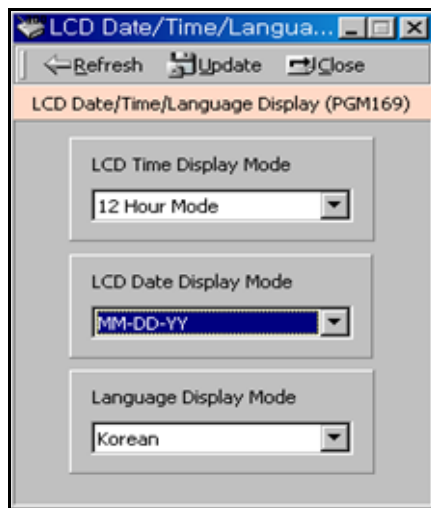 LCD Date/Time/Langua...
Refresh Update Close
LCD Date/Time/Language Display (PGM169)
LCD Time Display Mode
12 Hour Mode
LCD Date Display Mode
MM-DD-YY
Language Display Mode
Korean